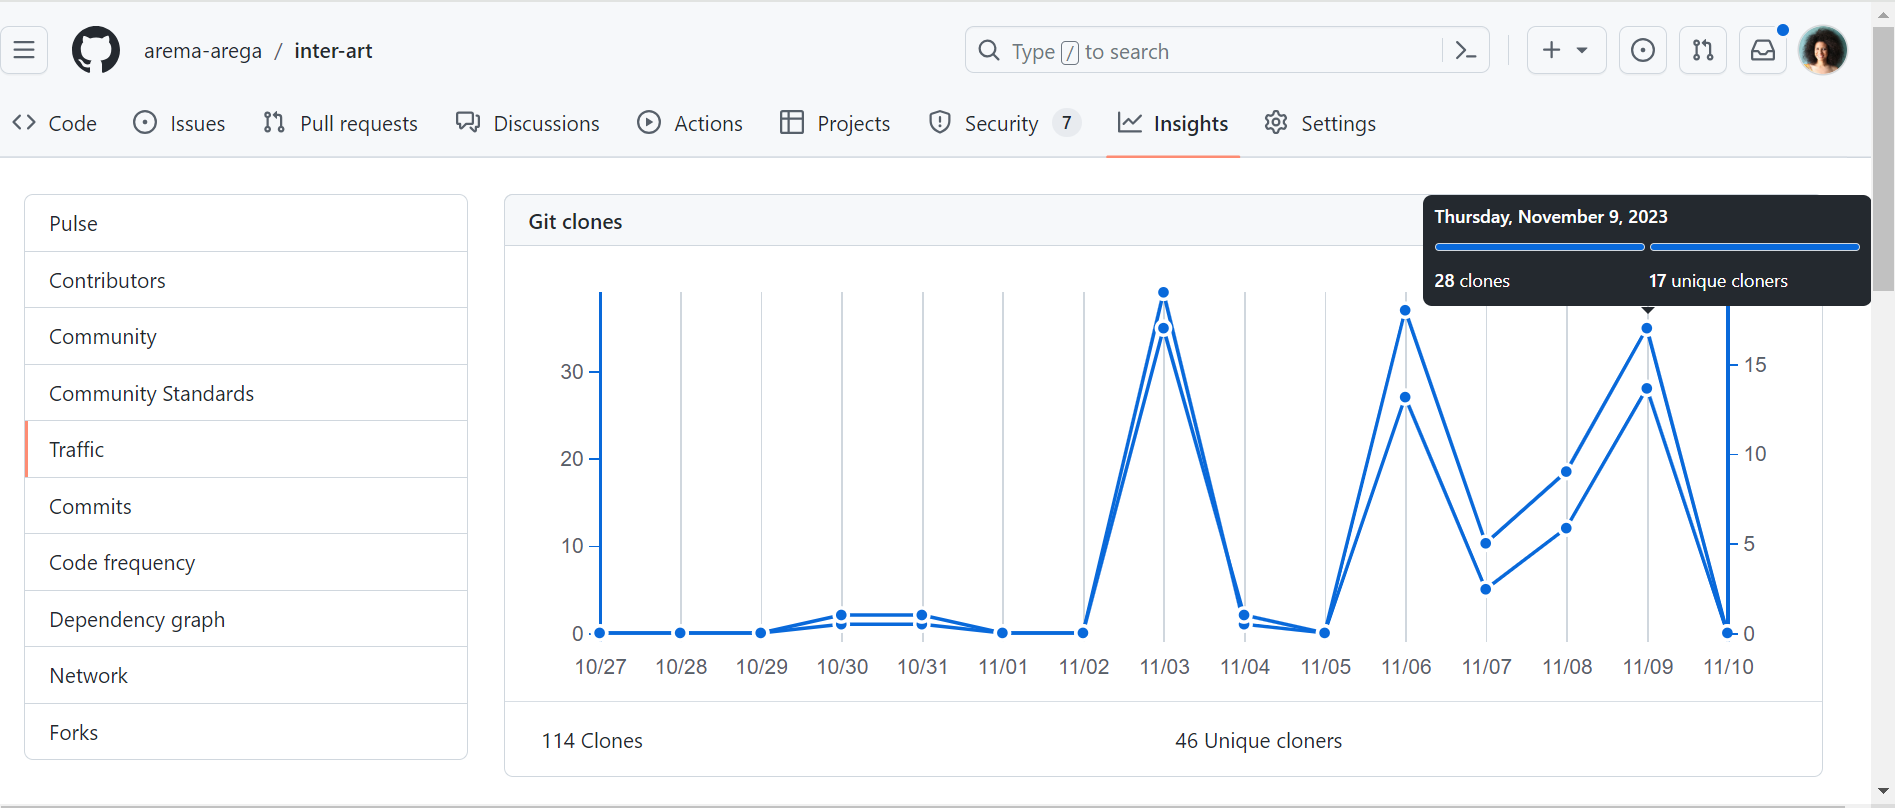 arema-arega / inter-art
Type / to search
Code
Issues
Pull requests
Discussions
Actions
Projects
Security 7
Insights
Settings
Pulse
Contributors
Community
Community Standards
Traffic
Commits
Code frequency
Dependency graph
Network
Forks
Git clones
Thursday, November 9, 2023
28 clones 17 unique cloners
30
20
10
0
15
10
5
0
10/27 10/28 10/29 10/30 10/31 11/01 11/02 11/03 11/04 11/05 11/06 11/07 11/08 11/09 11/10
114 Clones 46 Unique cloners